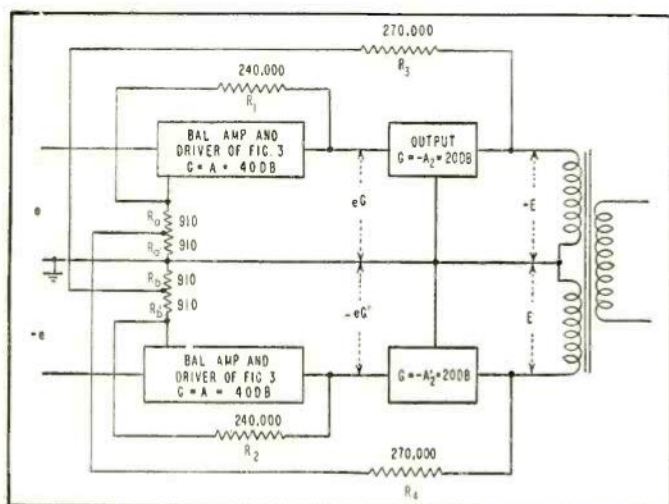 270,000
R3
240,000
R1
BAL AMP AND
DRIVER OF FIG. 3
G = A = 40DB
OUTPUT
G = -A2 = 20DB
eG
-E
e
Ra 910
Ra' 910
Rb 910
Rb' 910
-e
-eG'
E
BAL AMP AND
DRIVER OF FIG 3
G = A = 40DB
G = -A2' = 20DB
240,000
R2
270,000
R4